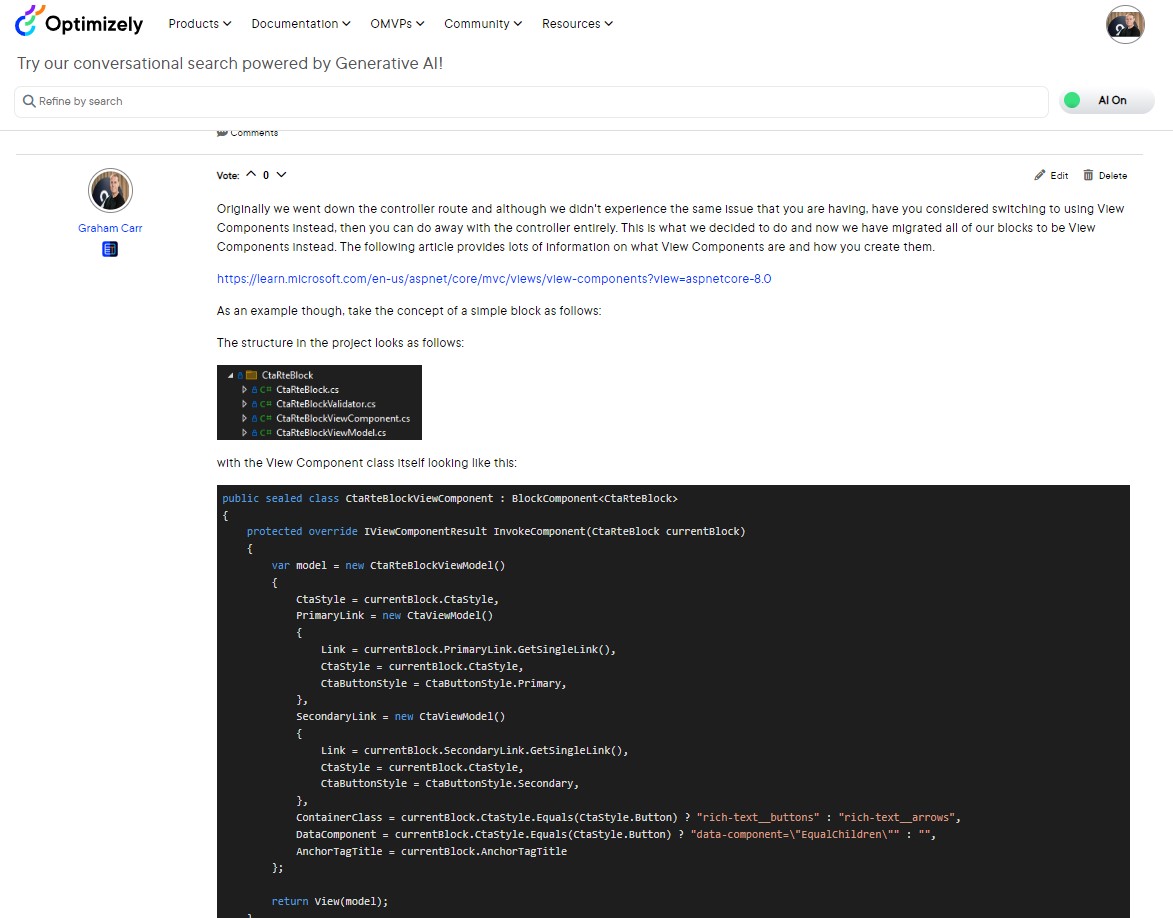 Optimizely
Products Documentation OMVPs Community Resources
Try our conversational search powered by Generative AI!
Refine by search
AI On
Comments
Vote: 0
Edit Delete
Graham Carr
Originally we went down the controller route and although we didn't experience the same issue that you are having, have you considered switching to using View
Components instead, then you can do away with the controller entirely. This is what we decided to do and now we have migrated all of our blocks to be View
Components instead. The following article provides lots of information on what View Components are and how you create them.
https://learn.microsoft.com/en-us/aspnet/core/mvc/views/view-components?view=aspnetcore-8.0
As an example though, take the concept of a simple block as follows:
The structure in the project looks as follows:
CtaRteBlock
C# CtaRteBlock.cs
C# CtaRteBlockValidator.cs
C# CtaRteBlockViewComponent.cs
C# CtaRteBlockViewModel.cs
with the View Component class itself looking like this:
public sealed class CtaRteBlockViewComponent : BlockComponent<CtaRteBlock>
{
    protected override IViewComponentResult InvokeComponent(CtaRteBlock currentBlock)
    {
        var model = new CtaRteBlockViewModel()
        {
            CtaStyle = currentBlock.CtaStyle,
            PrimaryLink = new CtaViewModel()
            {
                Link = currentBlock.PrimaryLink.GetSingleLink(),
                CtaStyle = currentBlock.CtaStyle,
                CtaButtonStyle = CtaButtonStyle.Primary,
            },
            SecondaryLink = new CtaViewModel()
            {
                Link = currentBlock.SecondaryLink.GetSingleLink(),
                CtaStyle = currentBlock.CtaStyle,
                CtaButtonStyle = CtaButtonStyle.Secondary,
            },
            ContainerClass = currentBlock.CtaStyle.Equals(CtaStyle.Button) ? "rich-text__buttons" : "rich-text__arrows",
            DataComponent = currentBlock.CtaStyle.Equals(CtaStyle.Button) ? "data-component=\"EqualChildren\"" : "",
            AnchorTagTitle = currentBlock.AnchorTagTitle
        };
        return View(model);
    }